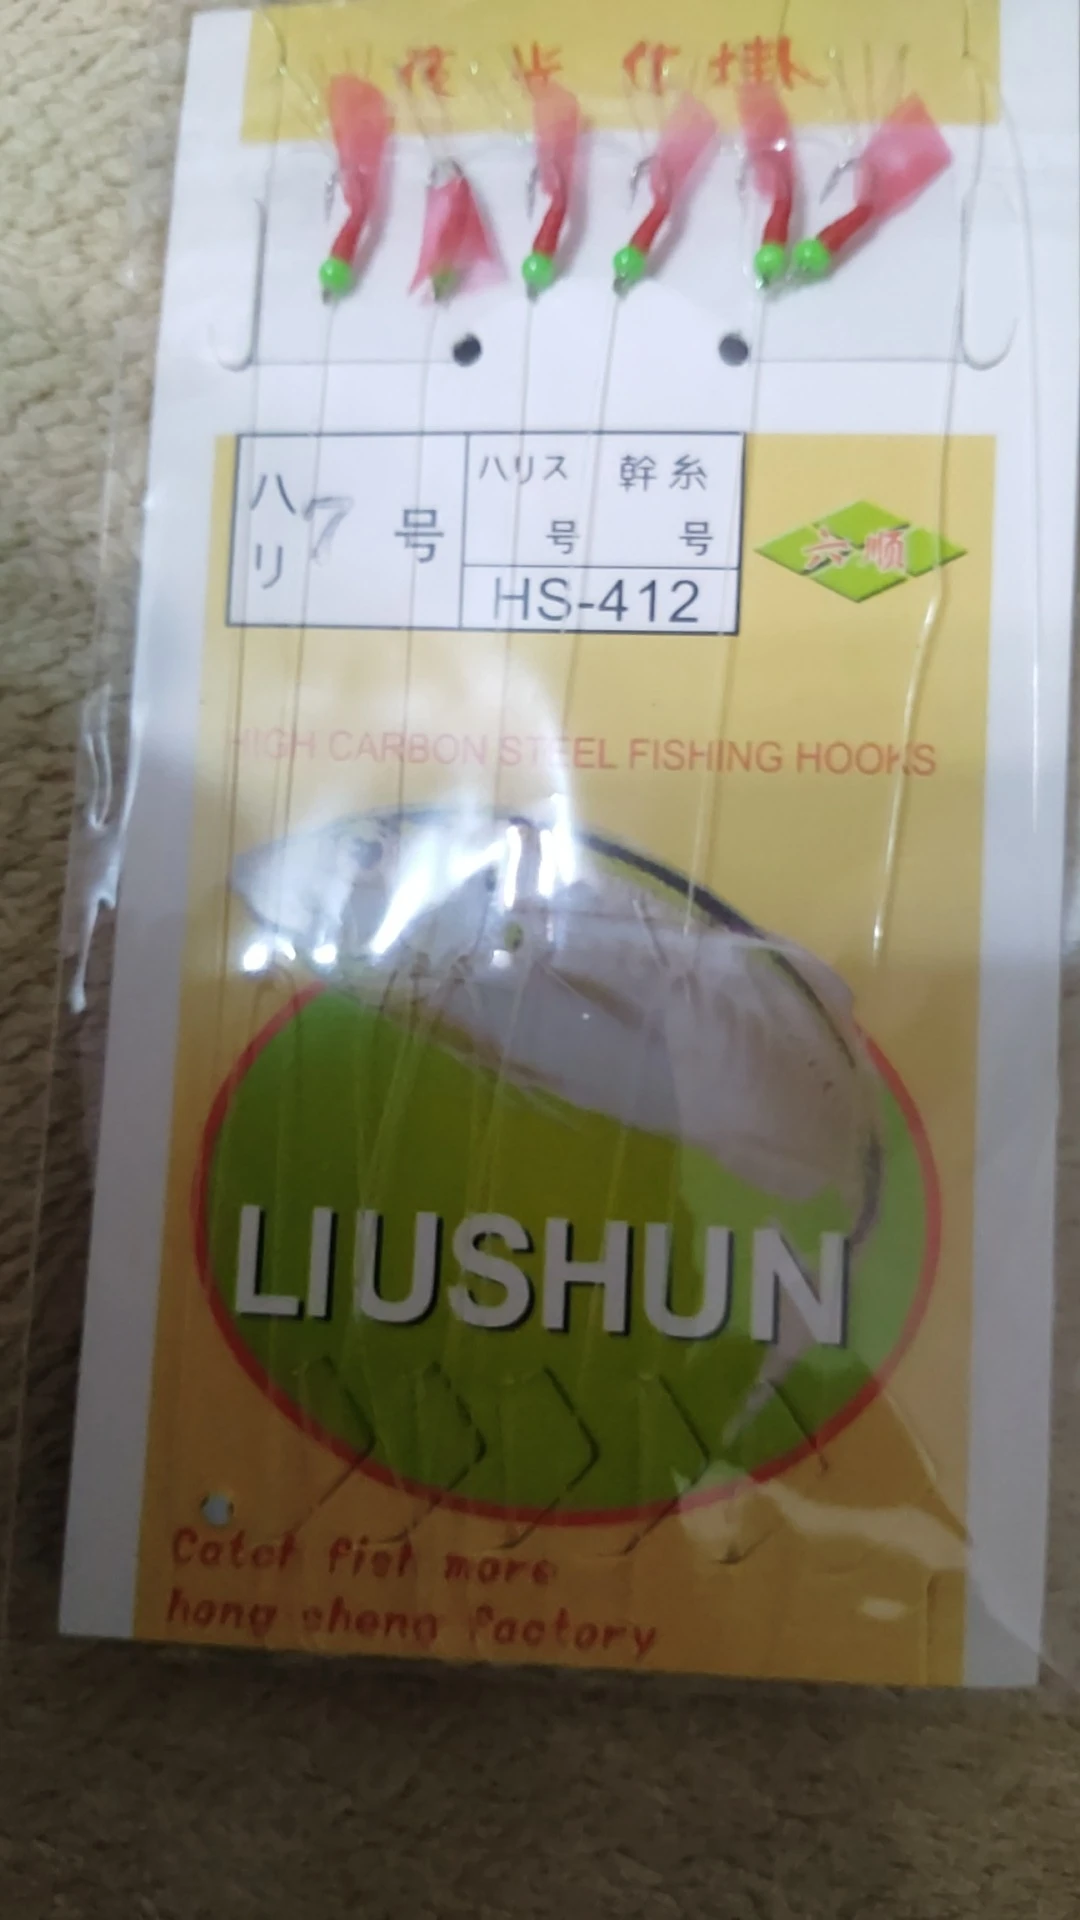 掛
ハリ 7 号
ハリス 幹糸
号 号
HS-412
六顺
HIGH CARBON STEEL FISHING HOOKS
LIUSHUN
Catch fish more
hong cheng factory